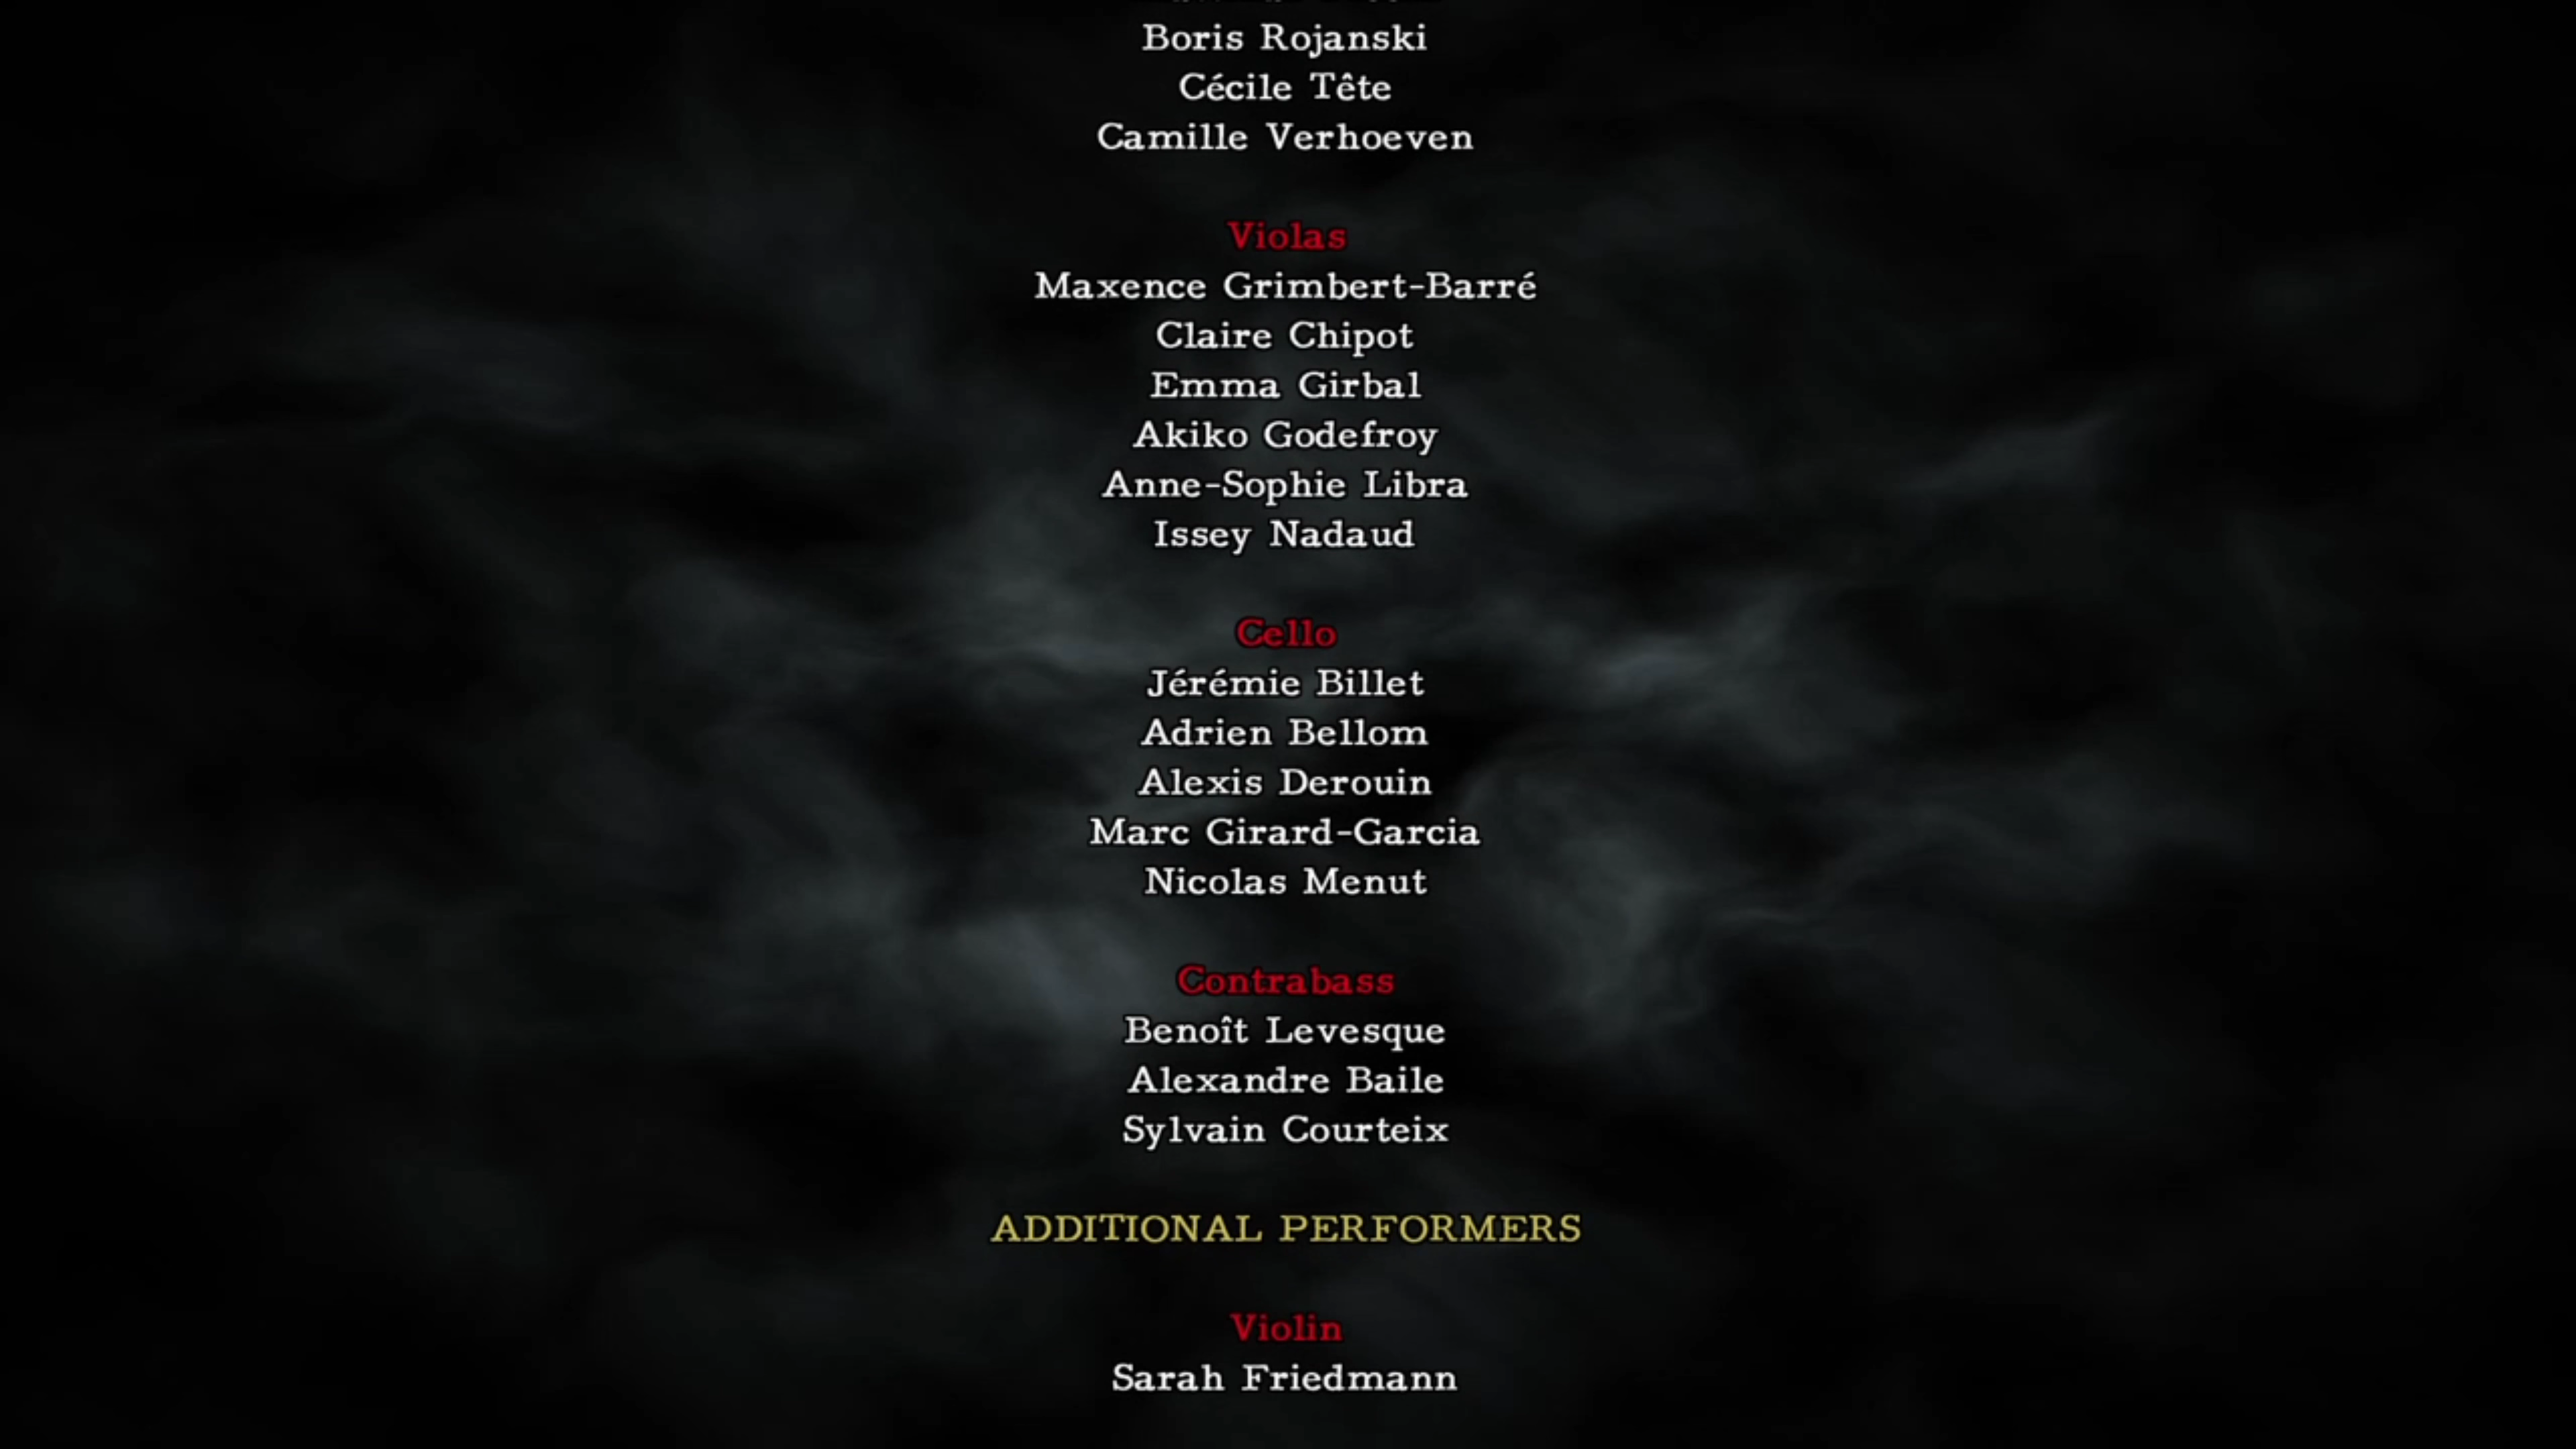 Boris Rojanski
Cécile Tête
Camille Verhoeven
Violas
Maxence Grimbert-Barré
Claire Chipot
Emma Girbal
Akiko Godefroy
Anne-Sophie Libra
Issey Nadaud
Cello
Jérémie Billet
Adrien Bellom
Alexis Derouin
Marc Girard-Garcia
Nicolas Menut
Contrabass
Benoît Levesque
Alexandre Baile
Sylvain Courteix
ADDITIONAL PERFORMERS
Violin
Sarah Friedmann